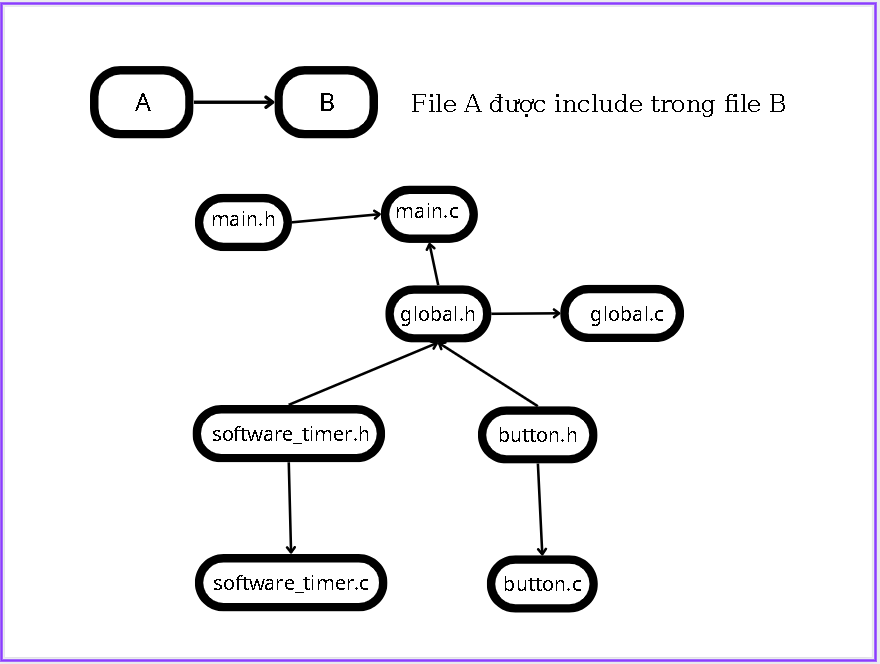 A
B
File A được include trong file B
main.h
main.c
global.h
global.c
software_timer.h
button.h
software_timer.c
button.c